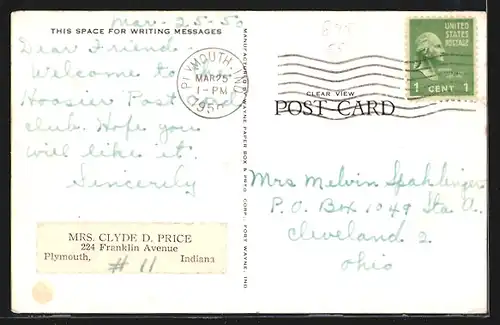 Mar-25-50
THIS SPACE FOR WRITING MESSAGES
Dear Friend.
Welcome to
Hoosier Post Card
club. Hope you
will like it.
Sincerely
MRS. CLYDE D. PRICE
224 Franklin Avenue
Plymouth, Indiana
# 11
MANUFACTURED BY WAYNE PAPER BOX & PRTG. CORP., FORT WAYNE, IND
PLYMOUTH, IND.
MAR 25
1-PM
1950
UNITED STATES
POSTAGE
1 CENT 1
CLEAR VIEW
POST CARD
Mrs Melvin Spahlinger
P.O. Box 1049 Sta A.
Cleveland 2
Ohio